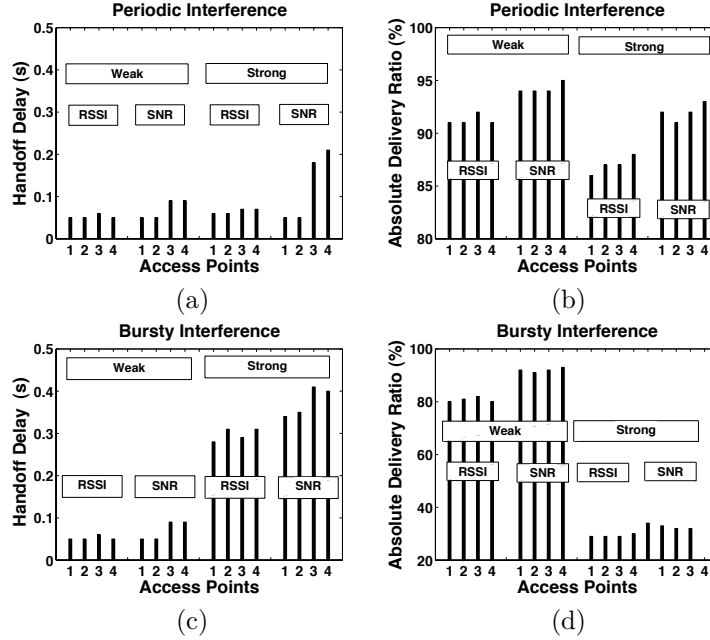 Periodic Interference
Handoff Delay (s)
0.5
0.4
0.3
0.2
0.1
0
Weak
Strong
RSSI
SNR
RSSI
SNR
1 2 3 4 1 2 3 4 1 2 3 4 1 2 3 4
Access Points
(a)
Periodic Interference
Absolute Delivery Ratio (%)
100
95
90
85
80
Weak
Strong
RSSI
SNR
RSSI
SNR
1 2 3 4 1 2 3 4 1 2 3 4 1 2 3 4
Access Points
(b)
Bursty Interference
Handoff Delay (s)
0.5
0.4
0.3
0.2
0.1
0
Weak
Strong
RSSI
SNR
RSSI
SNR
1 2 3 4 1 2 3 4 1 2 3 4 1 2 3 4
Access Points
(c)
Bursty Interference
Absolute Delivery Ratio (%)
100
80
60
40
20
Weak
Strong
RSSI
SNR
RSSI
SNR
1 2 3 4 1 2 3 4 1 2 3 4 1 2 3 4
Access Points
(d)